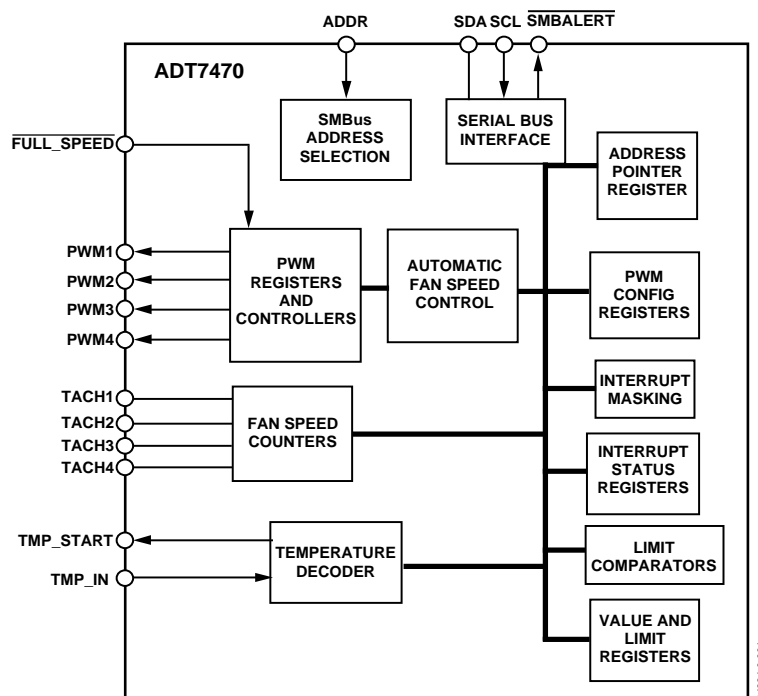 ADDR
SDA SCL SMBALERT
ADT7470
SMBus
ADDRESS
SELECTION
SERIAL BUS
INTERFACE
FULL_SPEED
ADDRESS
POINTER
REGISTER
PWM1
PWM2
PWM3
PWM4
PWM
REGISTERS
AND
CONTROLLERS
AUTOMATIC
FAN SPEED
CONTROL
PWM
CONFIG
REGISTERS
INTERRUPT
MASKING
TACH1
TACH2
TACH3
TACH4
FAN SPEED
COUNTERS
INTERRUPT
STATUS
REGISTERS
TMP_START
TMP_IN
TEMPERATURE
DECODER
LIMIT
COMPARATORS
VALUE AND
LIMIT
REGISTERS